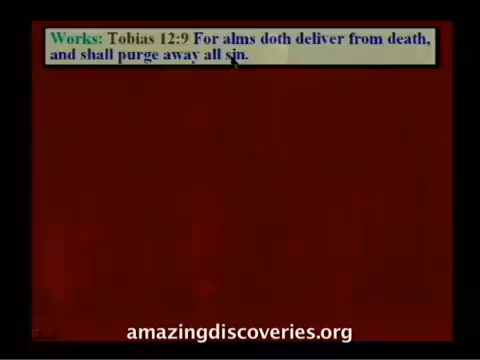 Works: Tobias 12:9 For alms doth deliver from death,
and shall purge away all sin.
amazingdiscoveries.org